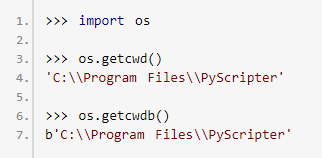 1. >>> import os
2.
3. >>> os.getcwd()
4. 'C:\\Program Files\\PyScripter'
5.
6. >>> os.getcwdb()
7. b'C:\\Program Files\\PyScripter'